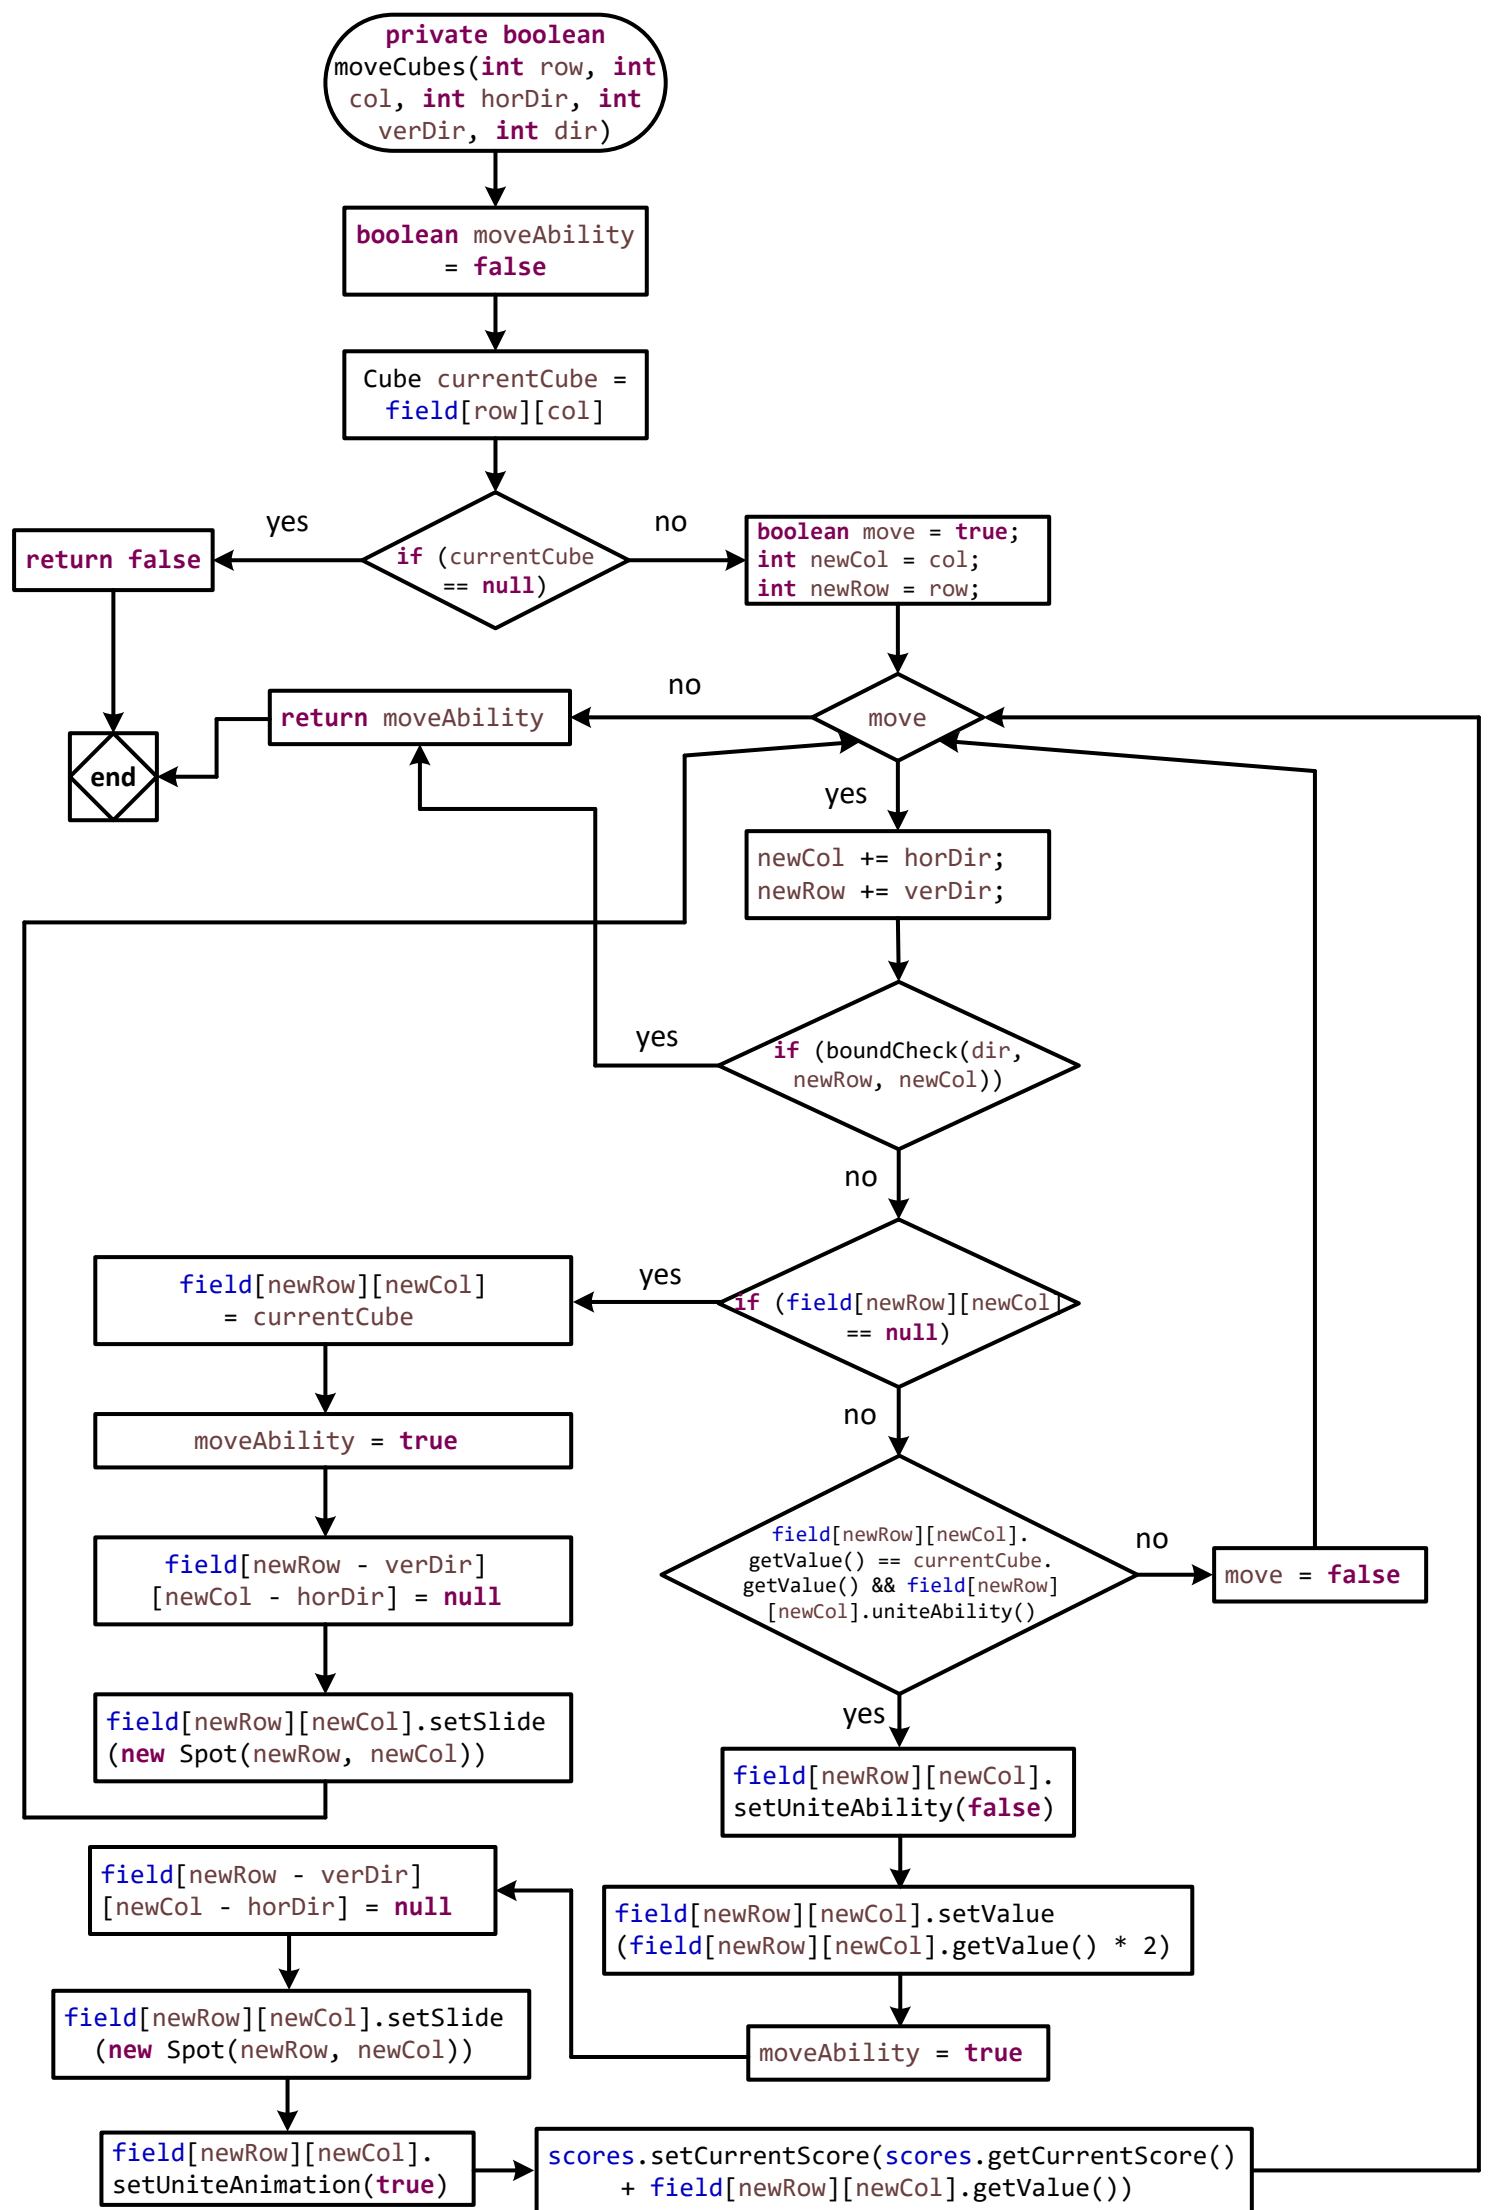 private boolean
moveCubes(int row, int
col, int horDir, int
verDir, int dir)
boolean moveAbility
= false
Cube currentCube =
field[row][col]
if (currentCube
== null)
yes
no
return false
boolean move = true;
int newCol = col;
int newRow = row;
move
no
return moveAbility
end
yes
newCol += horDir;
newRow += verDir;
if (boundCheck(dir,
newRow, newCol))
yes
no
if (field[newRow][newCol]
== null)
yes
field[newRow][newCol]
= currentCube
moveAbility = true
field[newRow - verDir]
[newCol - horDir] = null
field[newRow][newCol].setSlide
(new Spot(newRow, newCol))
no
field[newRow][newCol].
getValue() == currentCube.
getValue() && field[newRow]
[newCol].uniteAbility()
no
move = false
yes
field[newRow][newCol].
setUniteAbility(false)
field[newRow][newCol].setValue
(field[newRow][newCol].getValue() * 2)
moveAbility = true
field[newRow - verDir]
[newCol - horDir] = null
field[newRow][newCol].setSlide
(new Spot(newRow, newCol))
field[newRow][newCol].
setUniteAnimation(true)
scores.setCurrentScore(scores.getCurrentScore()
+ field[newRow][newCol].getValue())